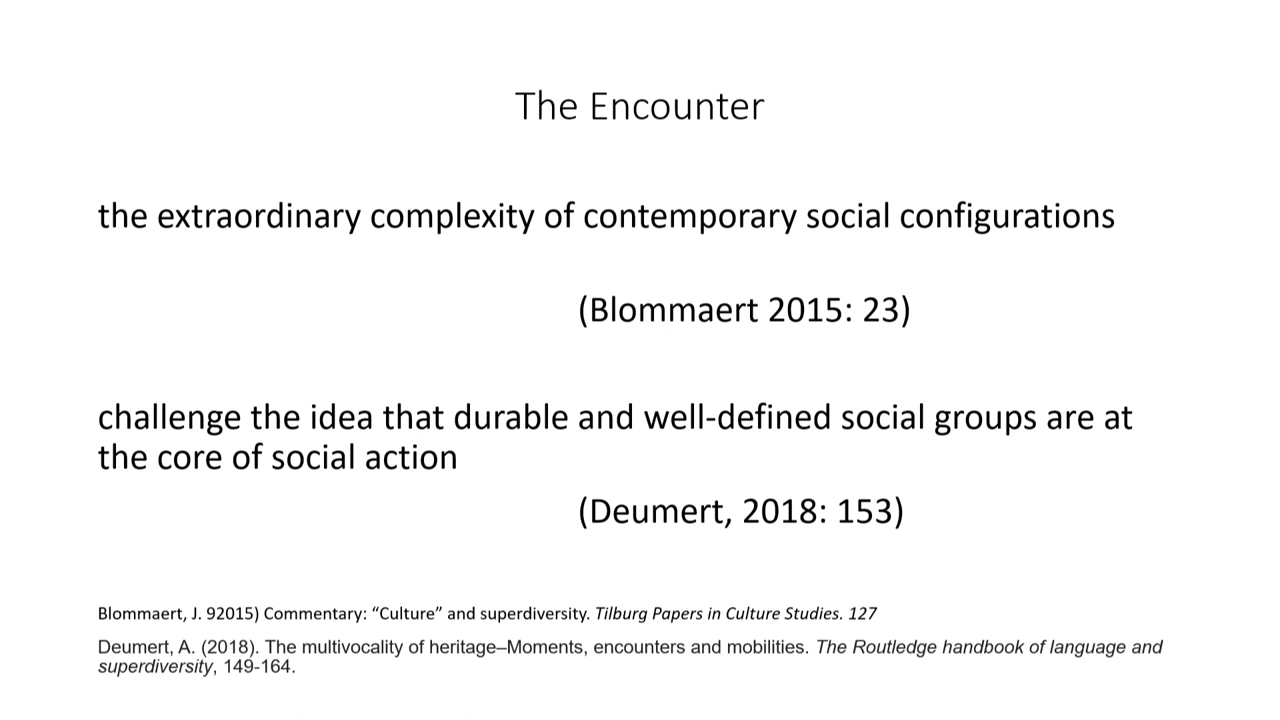 The Encounter
the extraordinary complexity of contemporary social configurations
(Blommaert 2015: 23)
challenge the idea that durable and well-defined social groups are at
the core of social action
(Deumert, 2018: 153)
Blommaert, J. 92015) Commentary: “Culture” and superdiversity. Tilburg Papers in Culture Studies. 127
Deumert, A. (2018). The multivocality of heritage–Moments, encounters and mobilities. The Routledge handbook of language and
superdiversity, 149-164.